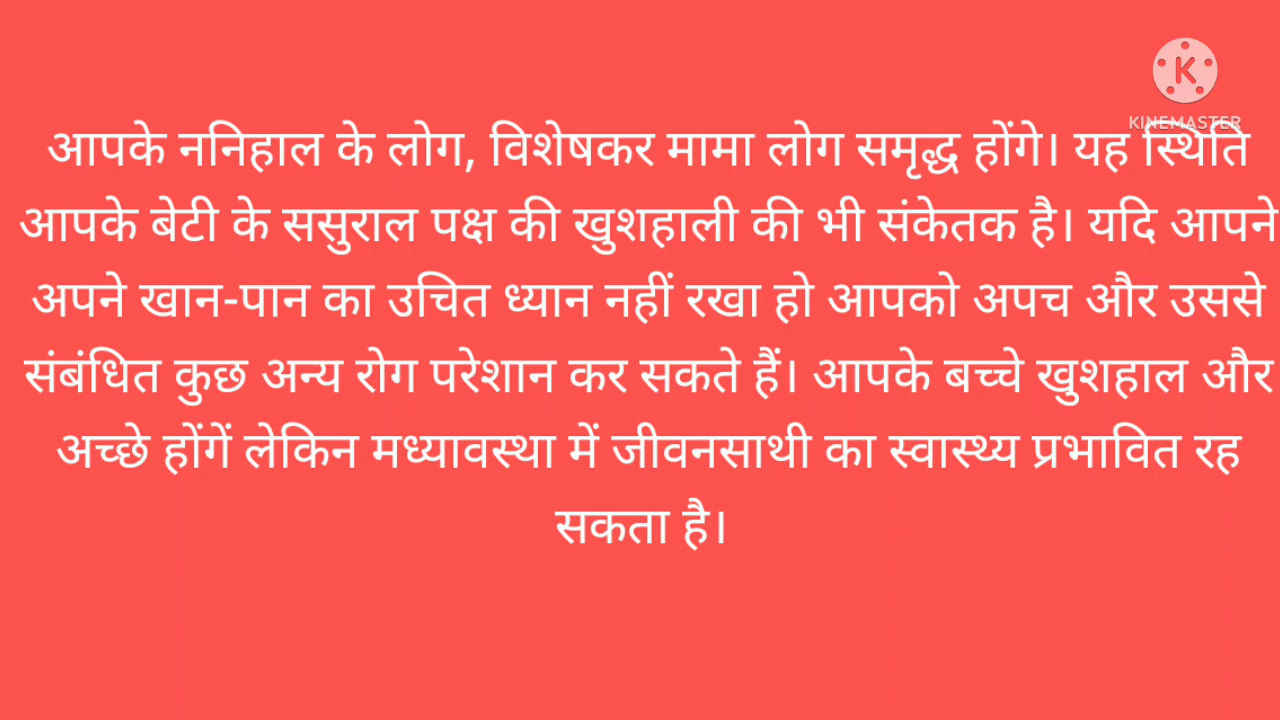 KINEMASTER
आपके ननिहाल के लोग, विशेषकर मामा लोग समृद्ध होंगे। यह स्थिति
आपके बेटी के ससुराल पक्ष की खुशहाली की भी संकेतक है। यदि आपने
अपने खान-पान का उचित ध्यान नहीं रखा हो आपको अपच और उससे
संबंधित कुछ अन्य रोग परेशान कर सकते हैं। आपके बच्चे खुशहाल और
अच्छे होंगें लेकिन मध्यावस्था में जीवनसाथी का स्वास्थ्य प्रभावित रह
सकता है।